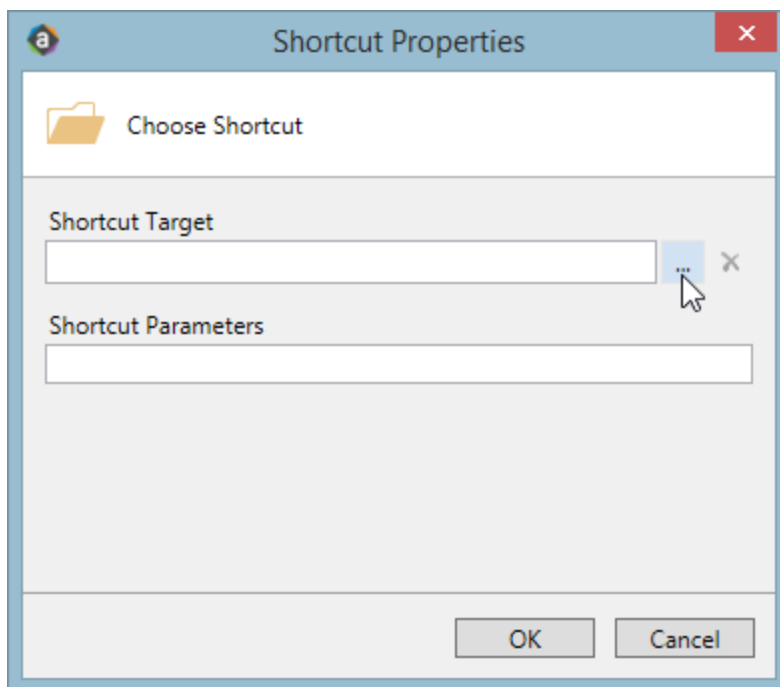 a
Shortcut Properties
Choose Shortcut
Shortcut Target
...
Shortcut Parameters
OK
Cancel